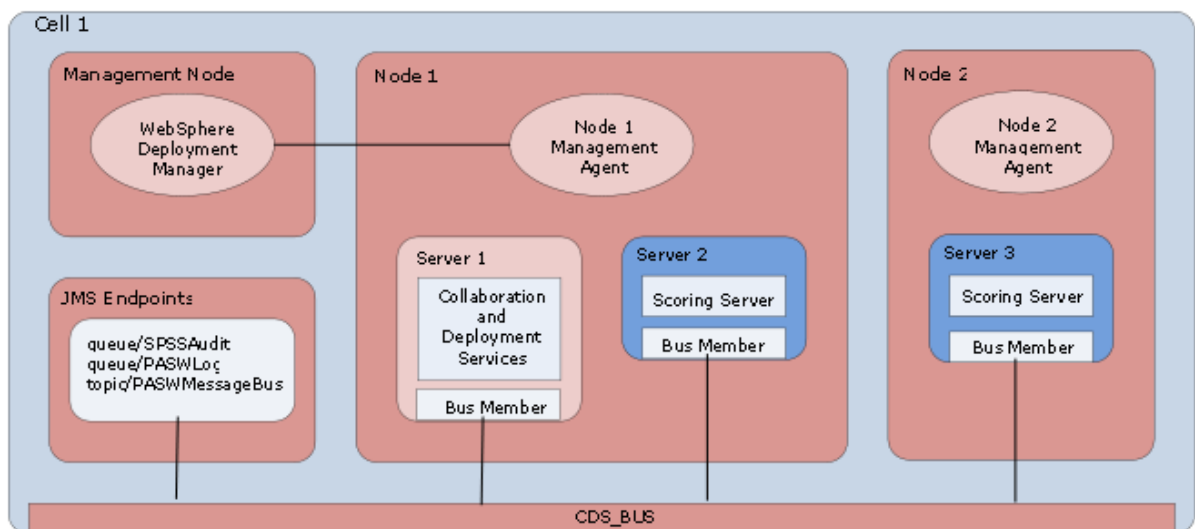 Cell 1
Management Node
WebSphere
Deployment
Manager
Node 1
Node 1
Management
Agent
Node 2
Node 2
Management
Agent
JMS Endpoints
queue/SPSSAudit
queue/PASWLog
topic/PASWMessageBus
Server 1
Collaboration
and
Deployment
Services
Bus Member
Server 2
Scoring Server
Bus Member
Server 3
Scoring Server
Bus Member
CDS_BUS